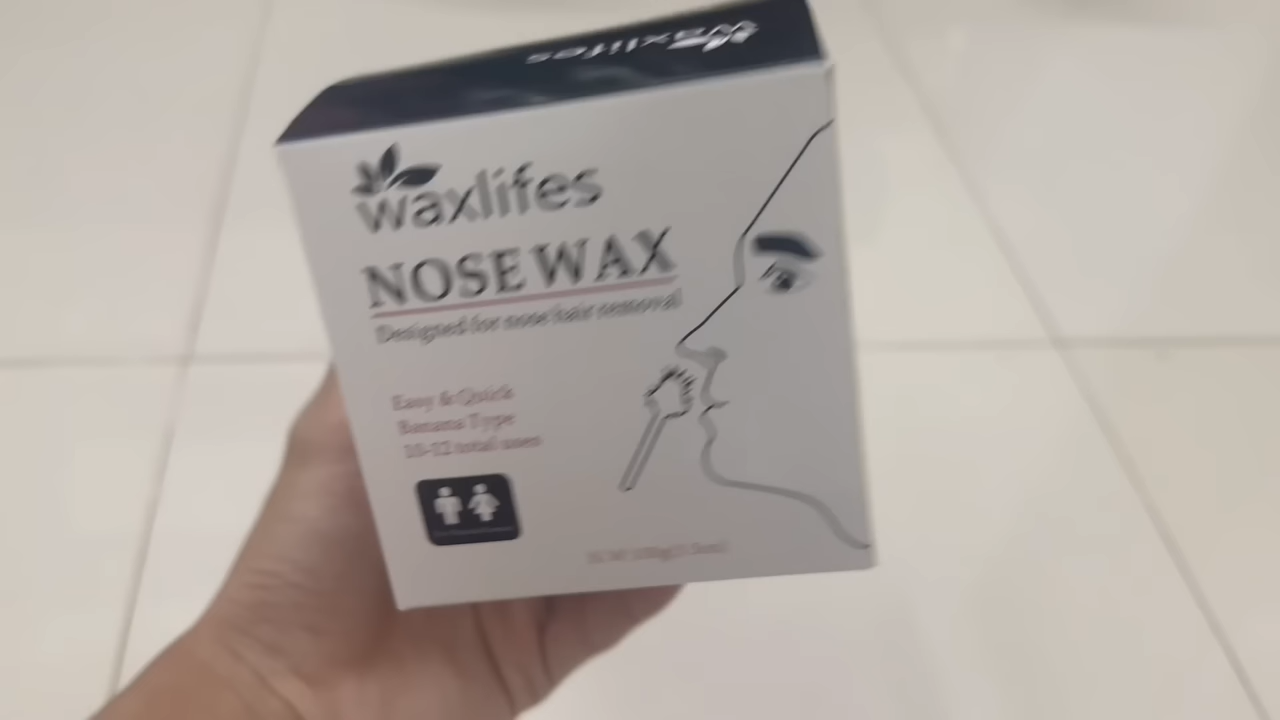 waxlifes
waxlifes
NOSE WAX
Designed for nose hair removal
Easy & Quick
Banana Type
10-12 total uses